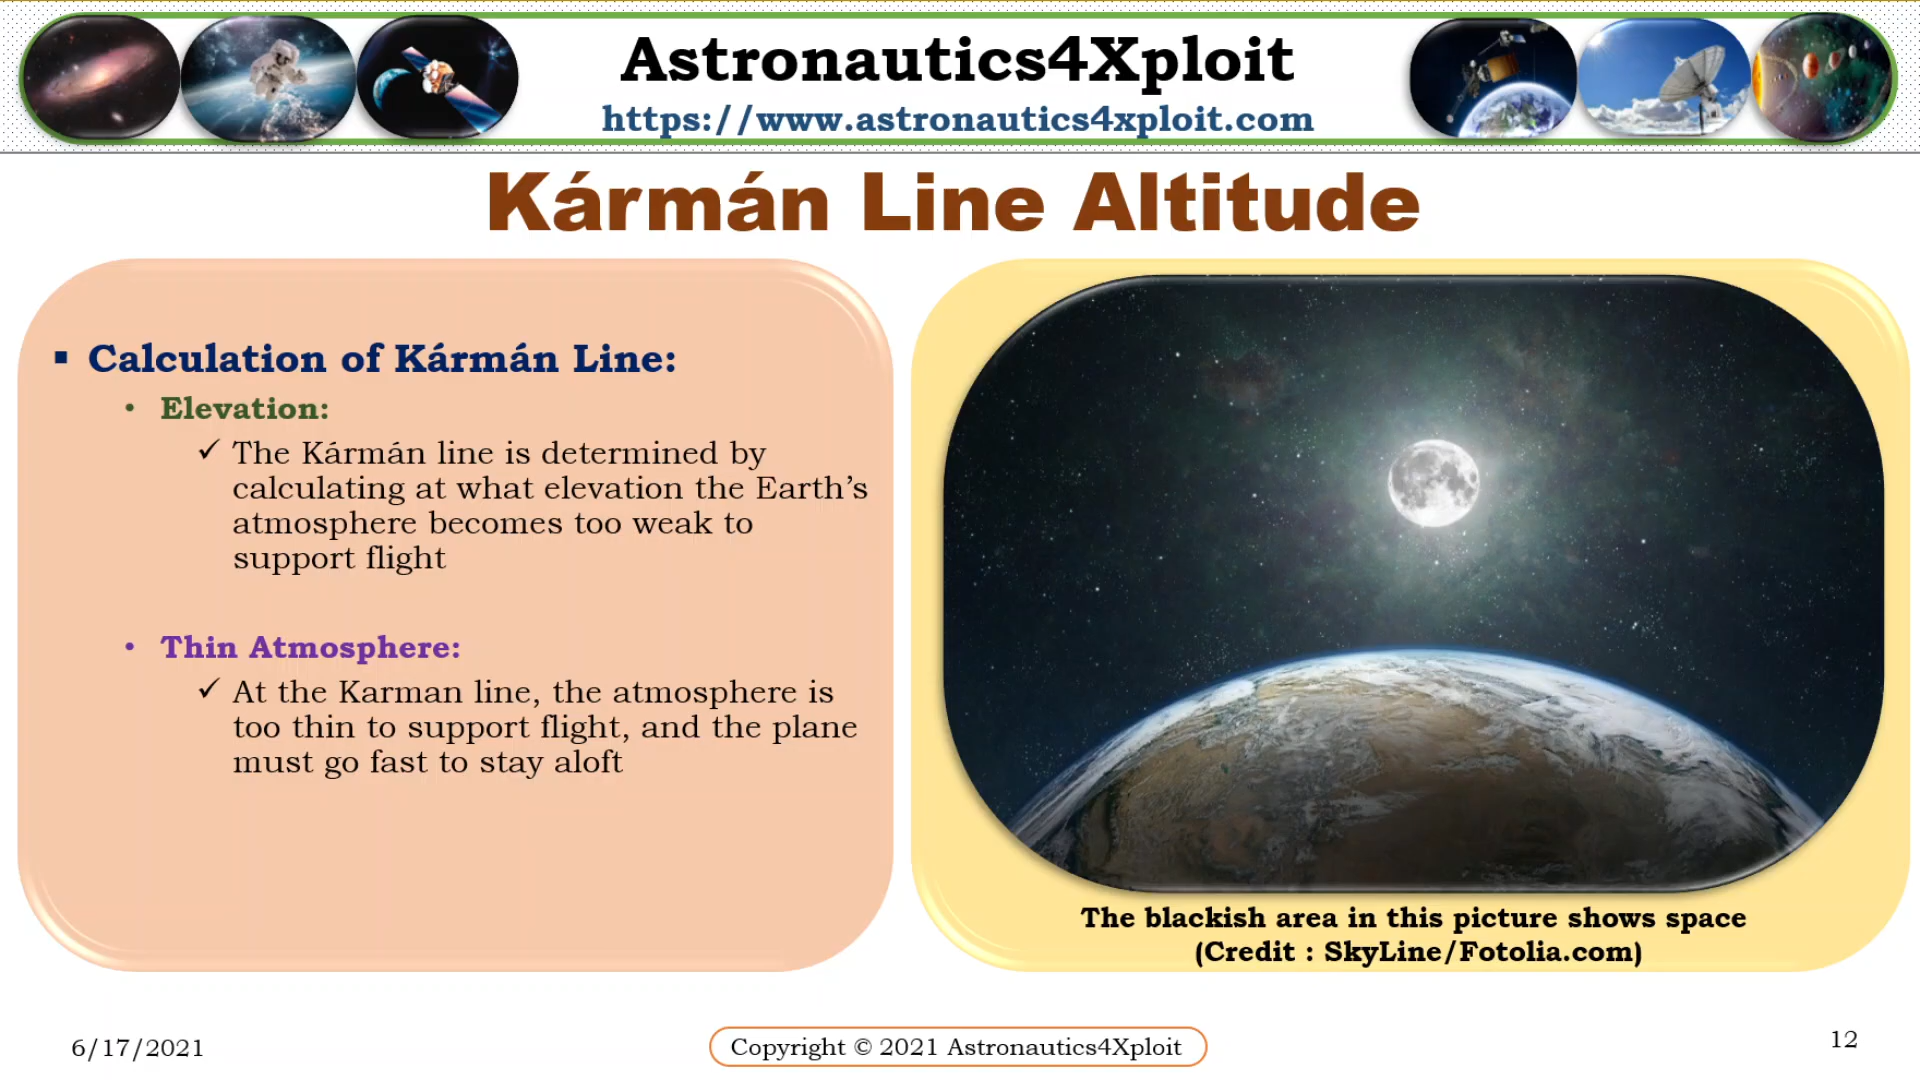 Astronautics4Xploit
https://www.astronautics4xploit.com
Kármán Line Altitude
▪ Calculation of Kármán Line:
• Elevation:
✓ The Kármán line is determined by
calculating at what elevation the Earth’s
atmosphere becomes too weak to
support flight
• Thin Atmosphere:
✓ At the Karman line, the atmosphere is
too thin to support flight, and the plane
must go fast to stay aloft
The blackish area in this picture shows space
(Credit : SkyLine/Fotolia.com)
6/17/2021
Copyright © 2021 Astronautics4Xploit
12